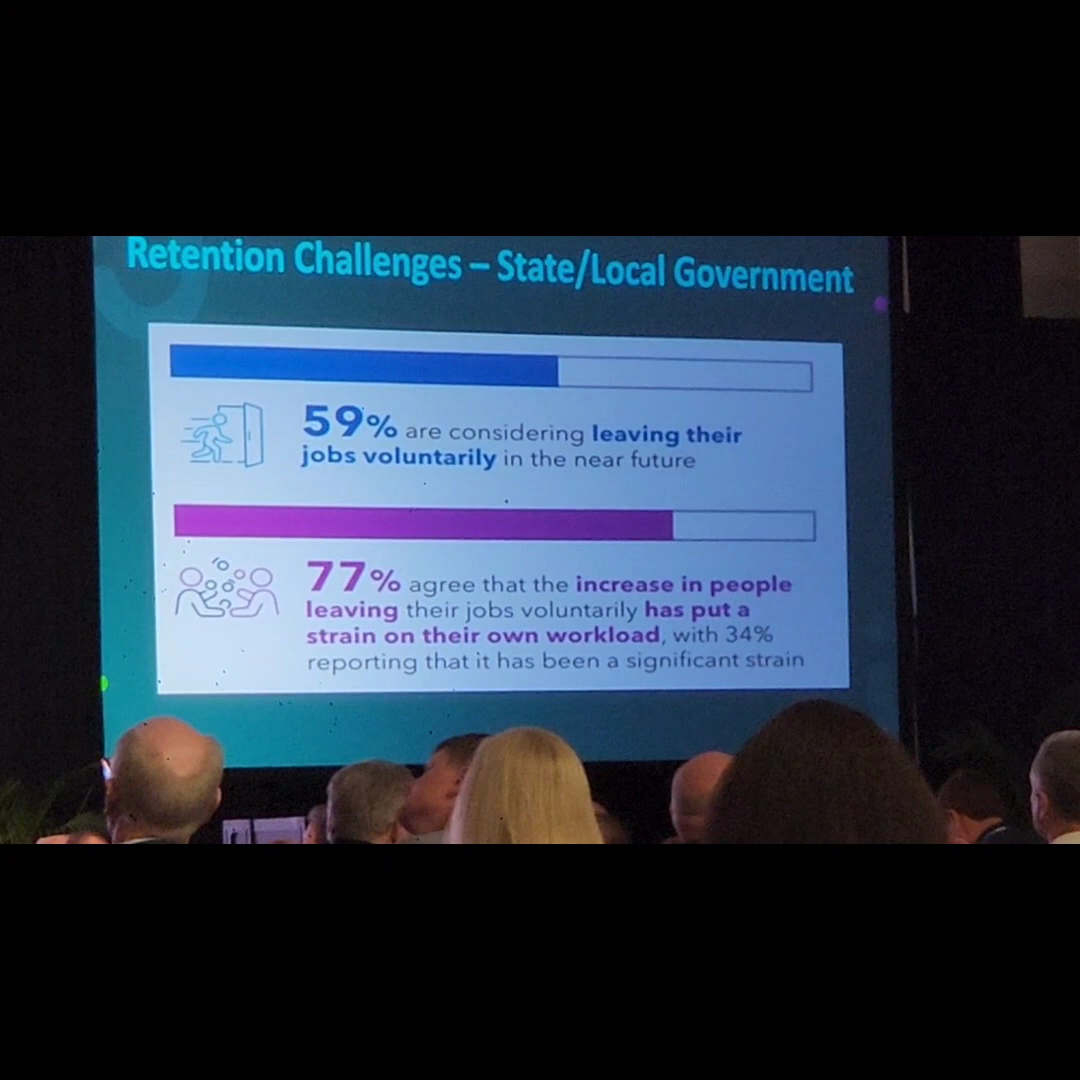 Retention Challenges – State/Local Government
59% are considering leaving their
jobs voluntarily in the near future
77% agree that the increase in people
leaving their jobs voluntarily has put a
strain on their own workload, with 34%
reporting that it has been a significant strain